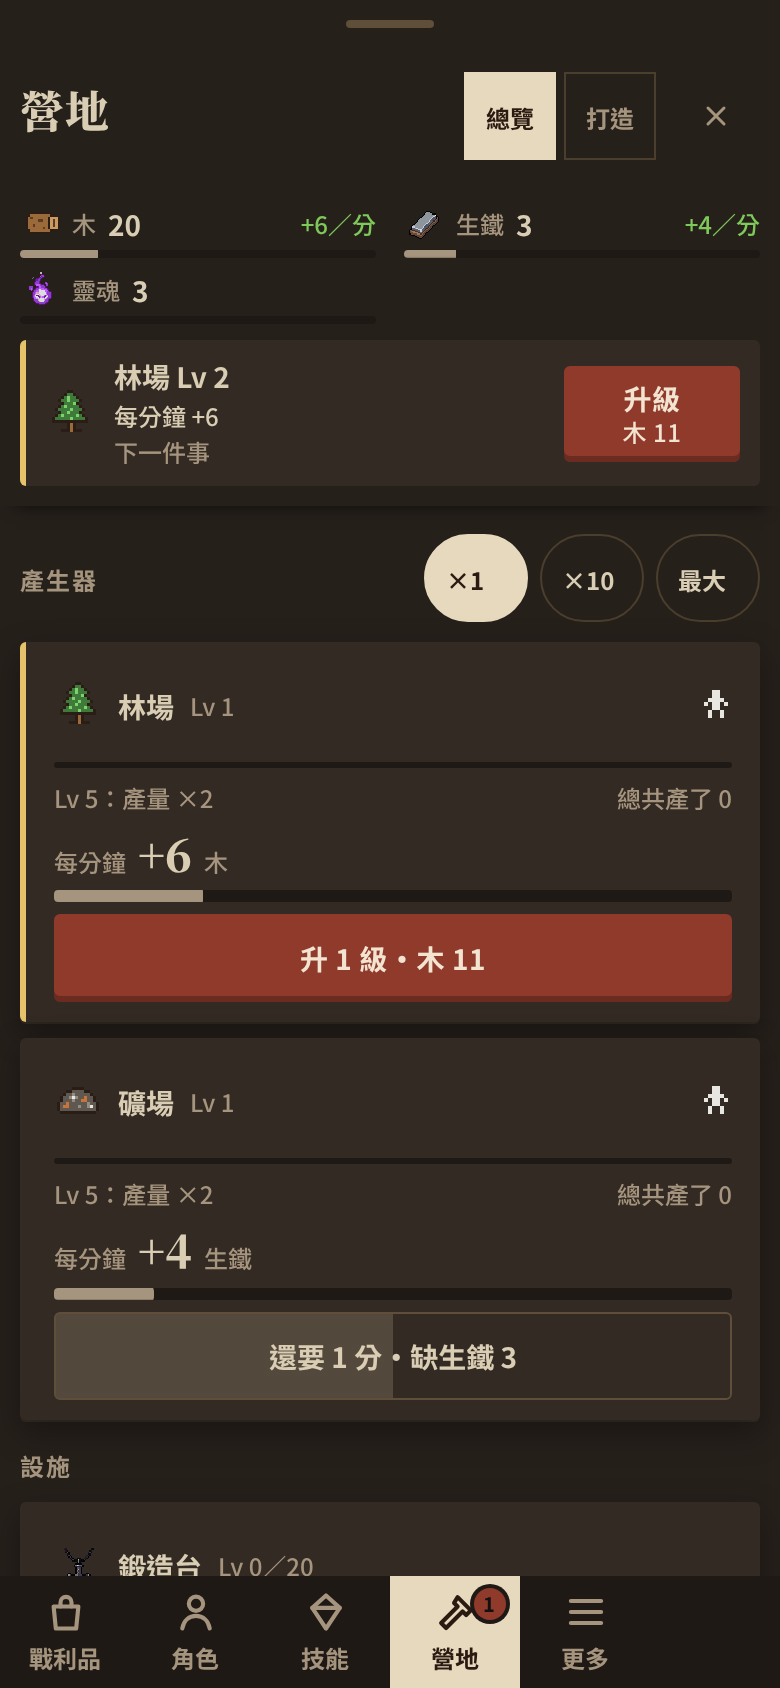 營地
總覽
打造
木 20 +6／分
生鐵 3 +4／分
靈魂 3
林場 Lv 2
每分鐘 +6
下一件事
升級
木 11
產生器
×1
×10
最大
林場 Lv 1
Lv 5：產量 ×2
總共產了 0
每分鐘 +6 木
升 1 級・木 11
礦場 Lv 1
Lv 5：產量 ×2
總共產了 0
每分鐘 +4 生鐵
還要 1 分・缺生鐵 3
設施
鍛造台 Lv 0／20
戰利品
角色
技能
1
營地
更多